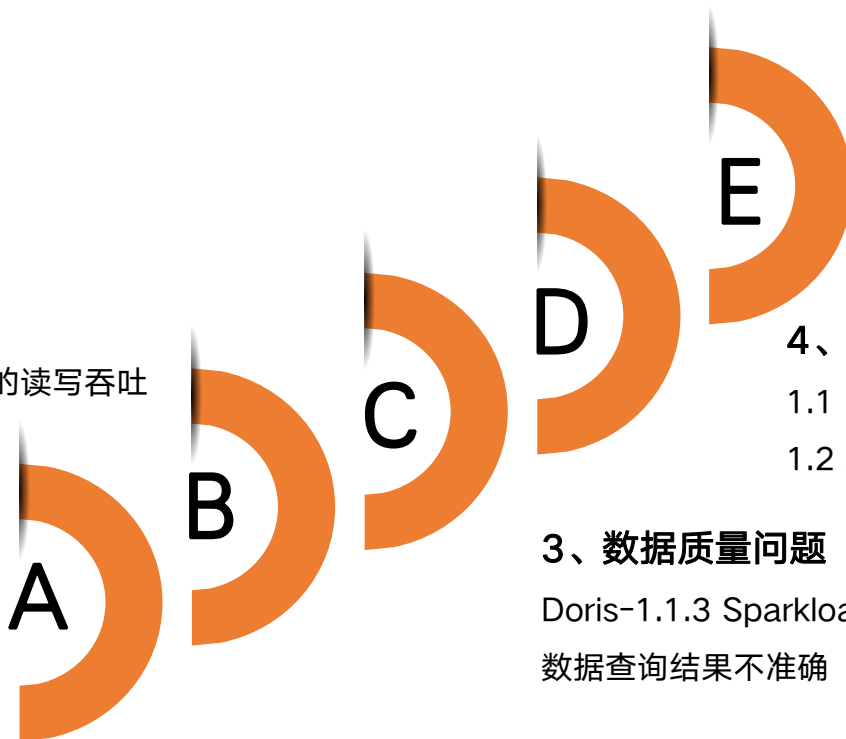 E
D
4、
的读写吞吐
1.1
C
1.2
B
3、数据质量问题
A
Doris-1.1.3 Sparkloa
数据查询结果不准确